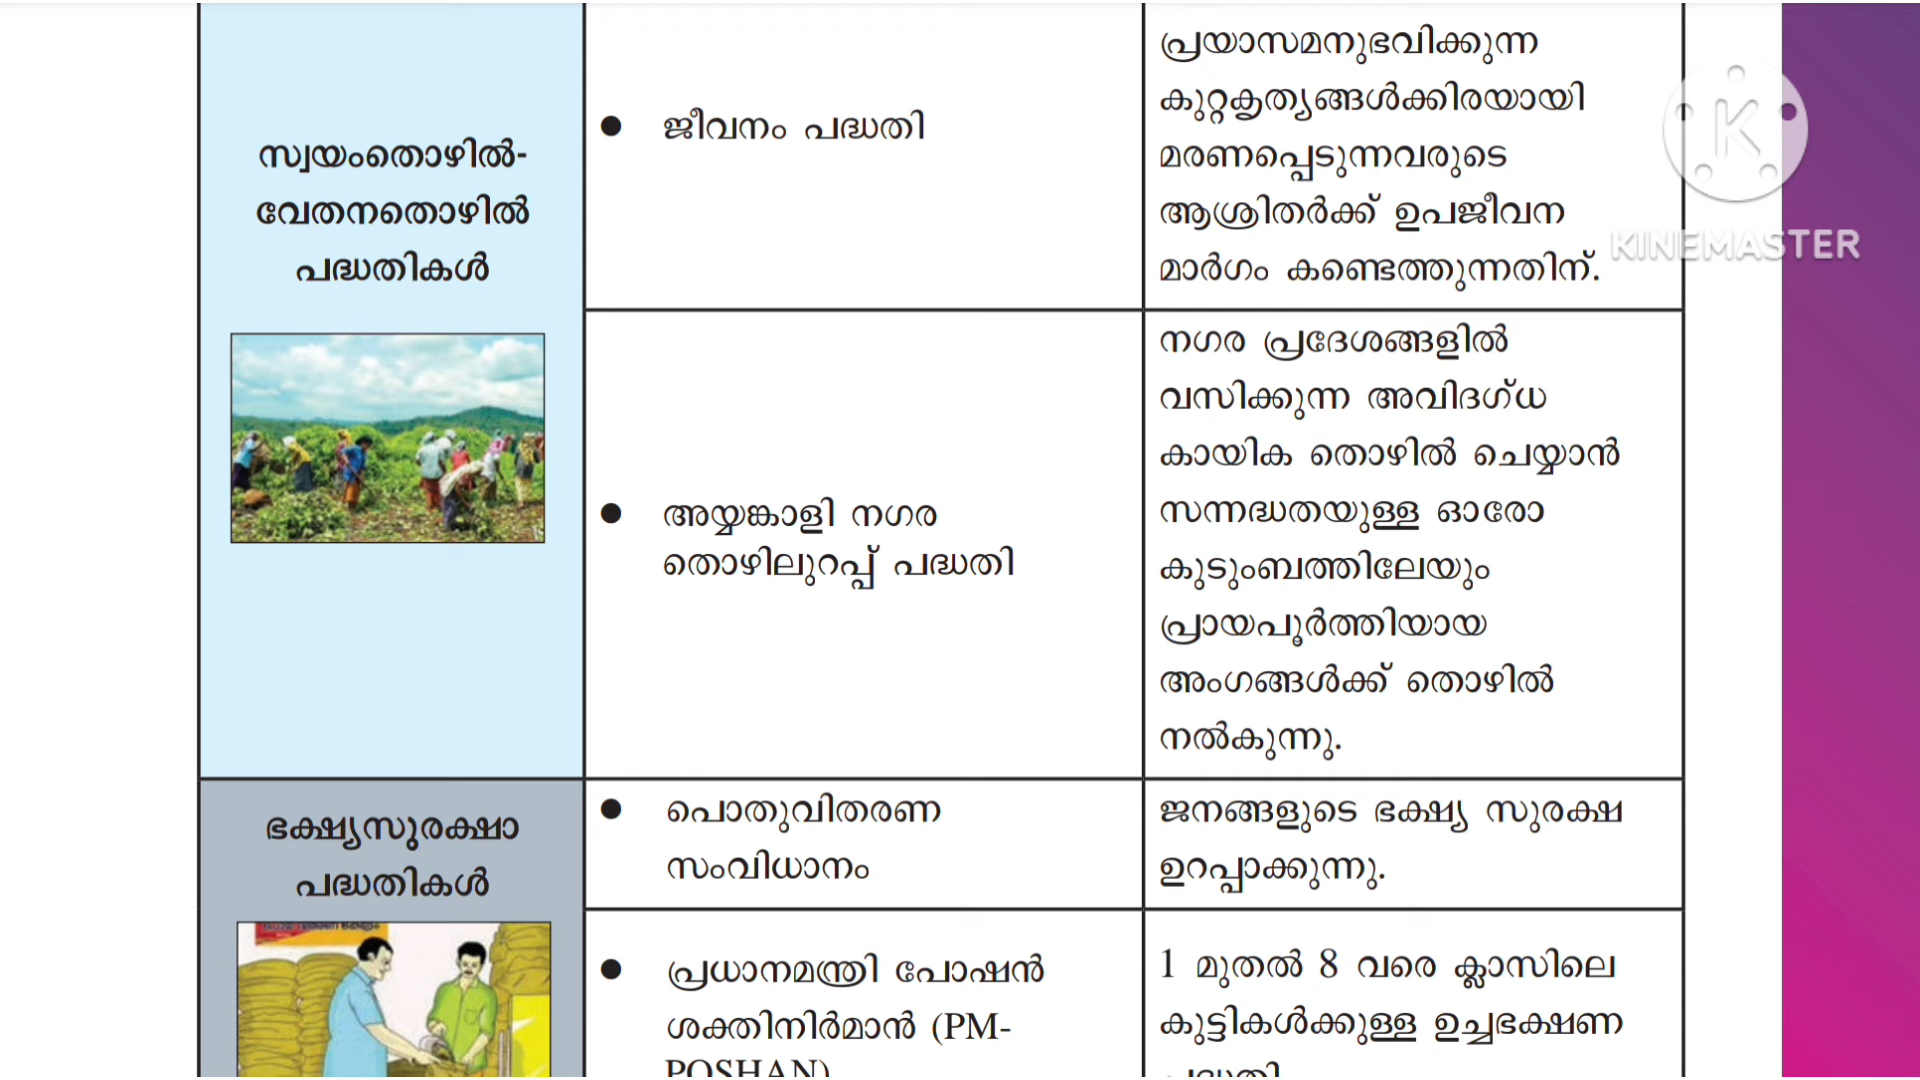 പ്രയാസമനുഭവിക്കുന്ന
കുറ്റകൃത്യങ്ങൾക്കിരയായി
മരണപ്പെടുന്നവരുടെ
ആശ്രിതർക്ക് ഉപജീവന
മാർഗം കണ്ടെത്തുന്നതിന്.
ജീവനം പദ്ധതി
സ്വയംതൊഴിൽ-
വേതനതൊഴിൽ
പദ്ധതികൾ
K
KINEMASTER
അയ്യങ്കാളി നഗര
തൊഴിലുറപ്പ് പദ്ധതി
നഗര പ്രദേശങ്ങളിൽ
വസിക്കുന്ന അവിദഗ്ധ
കായിക തൊഴിൽ ചെയ്യാൻ
സന്നദ്ധതയുള്ള ഓരോ
കുടുംബത്തിലേയും
പ്രായപൂർത്തിയായ
അംഗങ്ങൾക്ക് തൊഴിൽ
നൽകുന്നു.
ഭക്ഷ്യസുരക്ഷാ
പദ്ധതികൾ
പൊതുവിതരണ
സംവിധാനം
ജനങ്ങളുടെ ഭക്ഷ്യ സുരക്ഷ
ഉറപ്പാക്കുന്നു.
പ്രധാനമന്ത്രി പോഷൻ
ശക്തിനിർമാൻ (PM-
POSHAN)
1 മുതൽ 8 വരെ ക്ലാസിലെ
കുട്ടികൾക്കുള്ള ഉച്ചഭക്ഷണ
പദ്ധതി